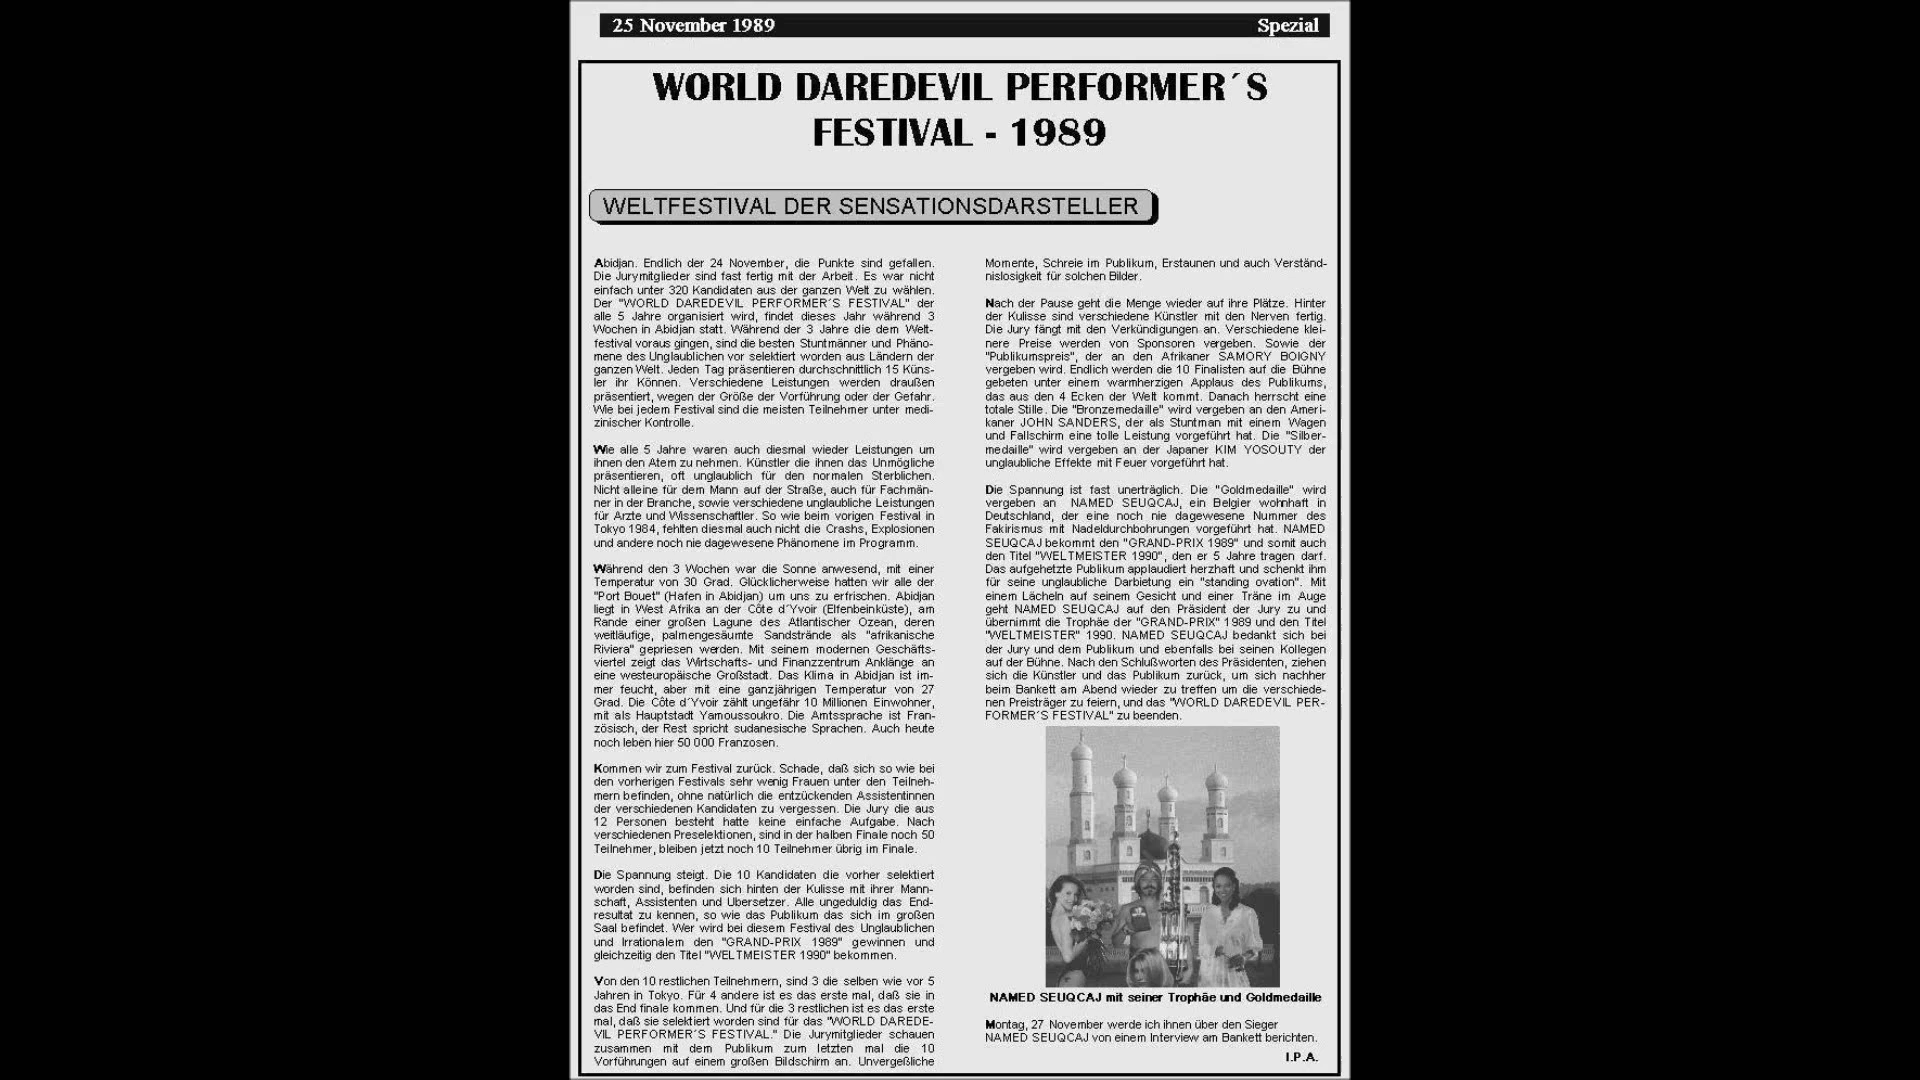 25 November 1989
Spezial
WORLD DAREDEVIL PERFORMER´S
FESTIVAL - 1989
WELTFESTIVAL DER SENSATIONSDARSTELLER
Abidjan. Endlich der 24 November, die Punkte sind gefallen.
Die Jurymitglieder sind fast fertig mit der Arbeit. Es war nicht
einfach unter 320 Kandidaten aus der ganzen Welt zu wählen.
Der "WORLD DAREDEVIL PERFORMER´S FESTIVAL" der
alle 5 Jahre organisiert wird, findet dieses Jahr während 3
Wochen in Abidjan statt. Während der 3 Jahre die dem Welt-
festival voraus gingen, sind die besten Stuntmänner und Phäno-
mene des Unglaublichen vor selektiert worden aus Ländern der
ganzen Welt. Jeden Tag präsentieren durchschnittlich 15 Küns-
ler ihr Können. Verschiedene Leistungen werden draußen
präsentiert, wegen der Größe der Vorführung oder der Gefahr.
Wie bei jedem Festival sind die meisten Teilnehmer unter medi-
zinischer Kontrolle.
Wie alle 5 Jahre waren auch diesmal wieder Leistungen um
ihnen den Atem zu nehmen. Künstler die ihnen das Unmögliche
präsentieren, oft unglaublich für den normalen Sterblichen.
Nicht alleine für dem Mann auf der Straße, auch für Fachmän-
ner in der Branche, sowie verschiedene unglaubliche Leistungen
für Arzte und Wissenschaftler. So wie beim vorigen Festival in
Tokyo 1984, fehlten diesmal auch nicht die Crashs, Explosionen
und andere noch nie dagewesene Phänomene im Programm.
Während den 3 Wochen war die Sonne anwesend, mit einer
Temperatur von 30 Grad. Glücklicherweise hatten wir alle der
"Port Bouet" (Hafen in Abidjan) um uns zu erfrischen. Abidjan
liegt in West Afrika an der Côte d´Yvoir (Elfenbeinküste), am
Rande einer großen Lagune des Atlantischer Ozean, deren
weitläufige, palmengesäumte Sandstrände als "afrikanische
Riviera" gepriesen werden. Mit seinem modernen Geschäfts-
viertel zeigt das Wirtschafts- und Finanzzentrum Anklänge an
eine westeuropäische Großstadt. Das Klima in Abidjan ist im-
mer feucht, aber mit eine ganzjährigen Temperatur von 27
Grad. Die Côte d´Yvoir zählt ungefähr 10 Millionen Einwohner,
mit als Hauptstadt Yamoussoukro. Die Amtssprache ist Fran-
zösisch, der Rest spricht sudanesische Sprachen. Auch heute
noch leben hier 50 000 Franzosen.
Kommen wir zum Festival zurück. Schade, daß sich so wie bei
den vorherigen Festivals sehr wenig Frauen unter den Teilneh-
mern befinden, ohne natürlich die entzückenden Assistentinnen
der verschiedenen Kandidaten zu vergessen. Die Jury die aus
12 Personen besteht hatte keine einfache Aufgabe. Nach
verschiedenen Preselektionen, sind in der halben Finale noch 50
Teilnehmer, bleiben jetzt noch 10 Teilnehmer übrig im Finale.
Die Spannung steigt. Die 10 Kandidaten die vorher selektiert
worden sind, befinden sich hinten der Kulisse mit ihrer Mann-
schaft, Assistenten und Ubersetzer. Alle ungeduldig das End-
resultat zu kennen, so wie das Publikum das sich im großen
Saal befindet. Wer wird bei diesem Festival des Unglaublichen
und Irrationalem den "GRAND-PRIX 1989" gewinnen und
gleichzeitig den Titel "WELTMEISTER 1990" bekommen.
Von den 10 restlichen Teilnehmern, sind 3 die selben wie vor 5
Jahren in Tokyo. Für 4 andere ist es das erste mal, daß sie in
das End finale kommen. Und für die 3 restlichen ist es das erste
mal, daß sie selektiert worden sind für das "WORLD DAREDE-
VIL PERFORMER´S FESTIVAL." Die Jurymitglieder schauen
zusammen mit dem Publikum zum letzten mal die 10
Vorführungen auf einem großen Bildschirm an. Unvergeßliche
Momente, Schreie im Publikum, Erstaunen und auch Verständ-
nislosigkeit für solchen Bilder.
Nach der Pause geht die Menge wieder auf ihre Plätze. Hinter
der Kulisse sind verschiedene Künstler mit den Nerven fertig.
Die Jury fängt mit den Verkündigungen an. Verschiedene klei-
nere Preise werden von Sponsoren vergeben. Sowie der
"Publikumspreis", der an den Afrikaner SAMORY BOIGNY
vergeben wird. Endlich werden die 10 Finalisten auf die Bühne
gebeten unter einem warmherzigen Applaus des Publikums,
das aus den 4 Ecken der Welt kommt. Danach herrscht eine
totale Stille. Die "Bronzemedaille" wird vergeben an den Ameri-
kaner JOHN SANDERS, der als Stuntman mit einem Wagen
und Fallschirm eine tolle Leistung vorgeführt hat. Die "Silber-
medaille" wird vergeben an der Japaner KIM YOSOUTY der
unglaubliche Effekte mit Feuer vorgeführt hat.
Die Spannung ist fast unerträglich. Die "Goldmedaille" wird
vergeben an NAMED SEUQCAJ, ein Belgier wohnhaft in
Deutschland, der eine noch nie dagewesene Nummer des
Fakirismus mit Nadeldurchbohrungen vorgeführt hat. NAMED
SEUQCAJ bekommt den "GRAND-PRIX 1989" und somit auch
den Titel "WELTMEISTER 1990", den er 5 Jahre tragen darf.
Das aufgehetzte Publikum applaudiert herzhaft und schenkt ihm
für seine unglaubliche Darbietung ein "standing ovation". Mit
einem Lächeln auf seinem Gesicht und einer Träne im Auge
geht NAMED SEUQCAJ auf den Präsident der Jury zu und
übernimmt die Trophäe der "GRAND-PRIX" 1989 und den Titel
"WELTMEISTER" 1990. NAMED SEUQCAJ bedankt sich bei
der Jury und dem Publikum und ebenfalls bei seinen Kollegen
auf der Bühne. Nach den Schlußworten des Präsidenten, ziehen
sich die Künstler und das Publikum zurück, um sich nachher
beim Bankett am Abend wieder zu treffen um die verschiede-
nen Preisträger zu feiern, und das "WORLD DAREDEVIL PER-
FORMER´S FESTIVAL" zu beenden.
NAMED SEUQCAJ mit seiner Trophäe und Goldmedaille
Montag, 27 November werde ich ihnen über den Sieger
NAMED SEUQCAJ von einem Interview am Bankett berichten.
I.P.A.